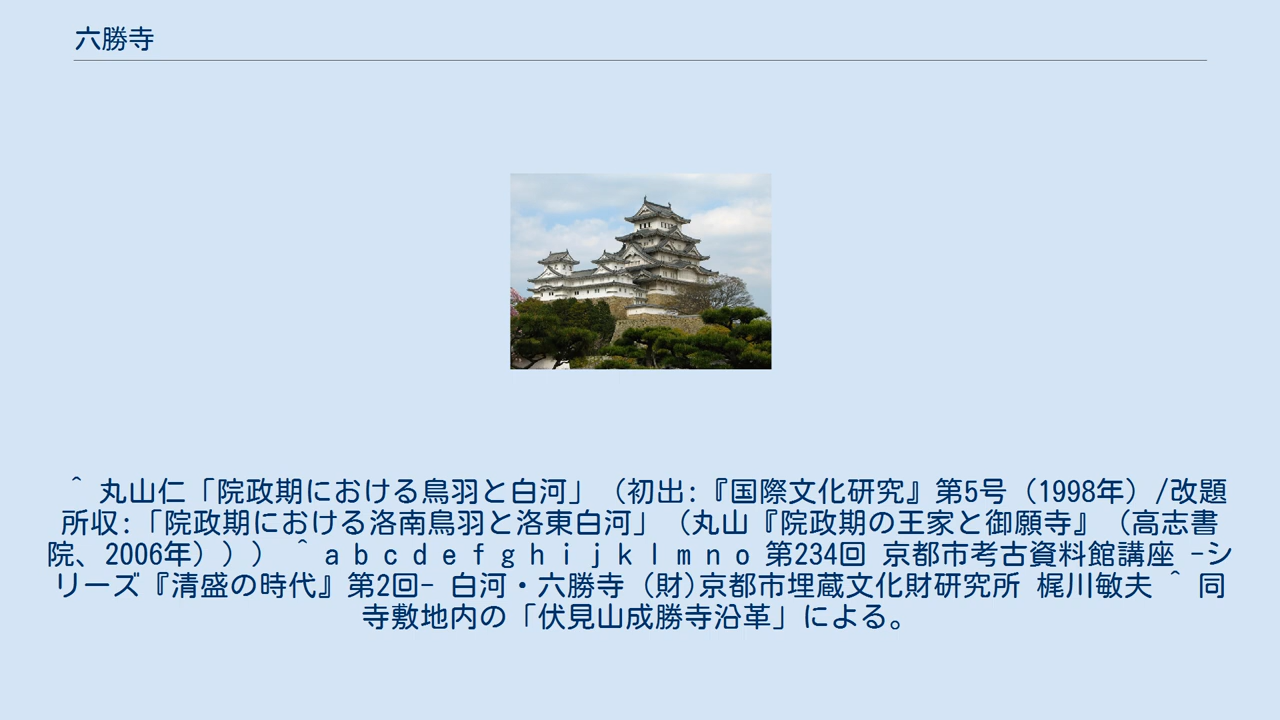 六勝寺
^ 丸山仁「院政期における鳥羽と白河」（初出:『国際文化研究』第5号（1998年）/改題
所収:「院政期における洛南鳥羽と洛東白河」（丸山『院政期の王家と御願寺』（高志書
院、2006年））） ^ a b c d e f g h i j k l m n o 第234回 京都市考古資料館講座 -シ
リーズ『清盛の時代』第2回- 白河・六勝寺（財)京都市埋蔵文化財研究所 梶川敏夫 ^ 同
寺敷地内の「伏見山成勝寺沿革」による。